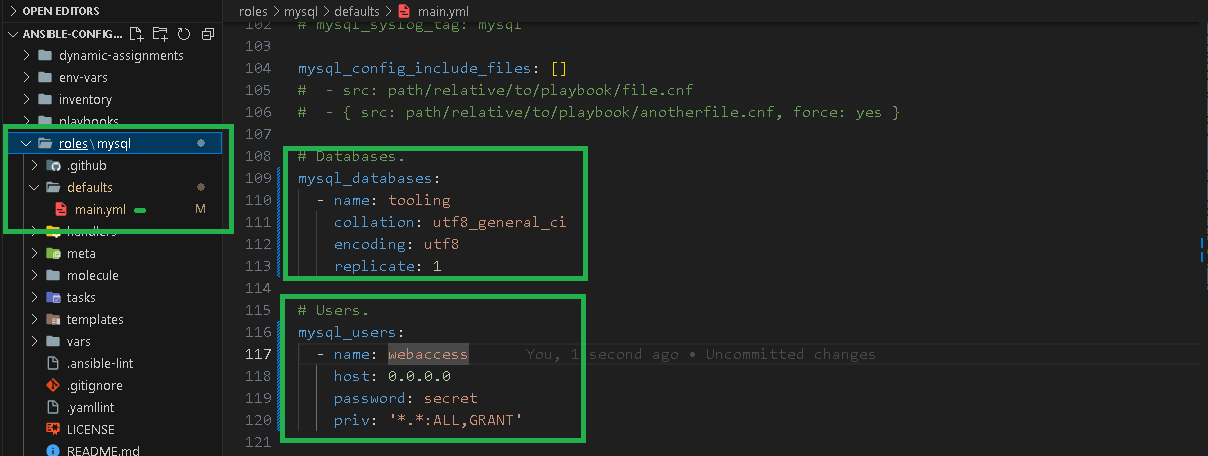 OPEN EDITORS
ANSIBLE-CONFIG...
dynamic-assignments
env-vars
inventory
playbooks
roles\mysql
.github
defaults
main.yml M
handlers
meta
molecule
tasks
templates
vars
.ansible-lint
.gitignore
.yamllint
LICENSE
README.md
roles > mysql > defaults > main.yml
102 # mysql_syslog_tag: mysql
103
104 mysql_config_include_files: []
105 #  - src: path/relative/to/playbook/file.cnf
106 #  - { src: path/relative/to/playbook/anotherfile.cnf, force: yes }
107
108 # Databases.
109 mysql_databases:
110   - name: tooling
111     collation: utf8_general_ci
112     encoding: utf8
113     replicate: 1
114
115 # Users.
116 mysql_users:
117   - name: webaccess You, 1 second ago • Uncommitted changes
118     host: 0.0.0.0
119     password: secret
120     priv: '*.*:ALL,GRANT'
121